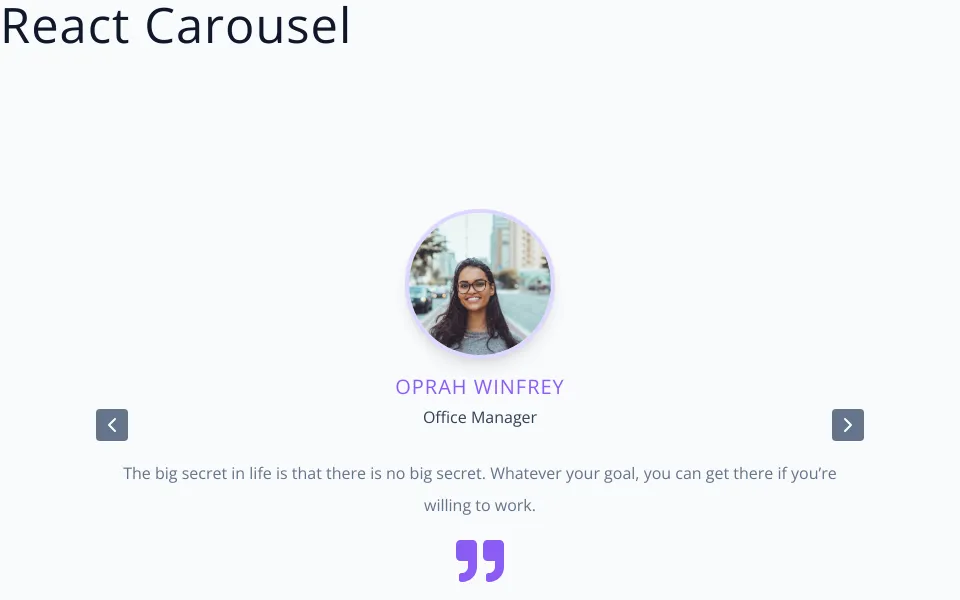 React Carousel
OPRAH WINFREY
Office Manager
The big secret in life is that there is no big secret. Whatever your goal, you can get there if you’re
willing to work.